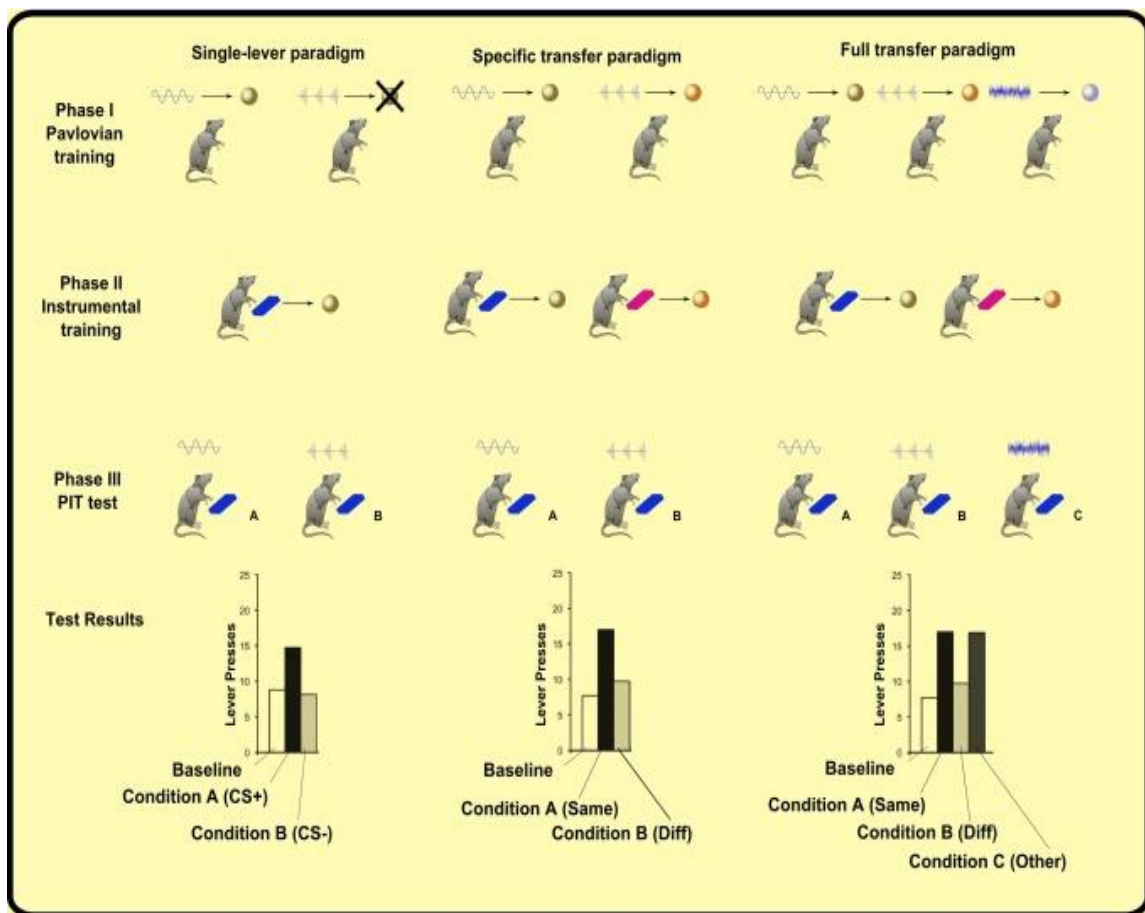 Single-lever paradigm
Specific transfer paradigm
Full transfer paradigm
Phase I
Pavlovian
training
Phase II
Instrumental
training
Phase III
PIT test
A
B
A
B
A
B
C
Test Results
Lever Presses
25
20
15
10
5
0
Baseline
Condition A (CS+)
Condition B (CS-)
Lever Presses
25
20
15
10
5
0
Baseline
Condition A (Same)
Condition B (Diff)
Lever Presses
25
20
15
10
5
0
Baseline
Condition A (Same)
Condition B (Diff)
Condition C (Other)